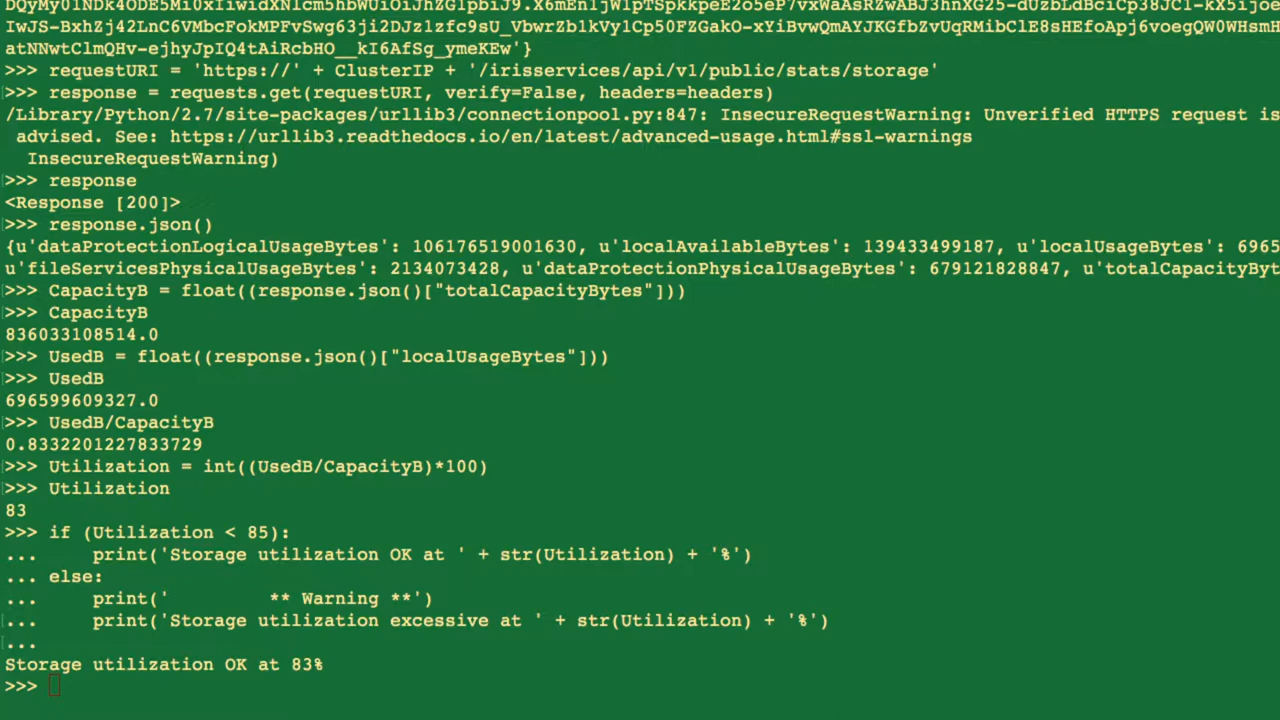 >>> requestURI = 'https://' + ClusterIP + '/irisservices/api/v1/public/stats/storage'
>>> response = requests.get(requestURI, verify=False, headers=headers)
/Library/Python/2.7/site-packages/urllib3/connectionpool.py:847: InsecureRequestWarning: Unverified HTTPS request is
advised. See: https://urllib3.readthedocs.io/en/latest/advanced-usage.html#ssl-warnings
InsecureRequestWarning)
>>> response
<Response [200]>
>>> response.json()
{u'dataProtectionLogicalUsageBytes': 106176519001630, u'localAvailableBytes': 139433499187, u'localUsageBytes': 6965
u'fileServicesPhysicalUsageBytes': 2134073428, u'dataProtectionPhysicalUsageBytes': 679121828847, u'totalCapacityByt
>>> CapacityB = float((response.json()["totalCapacityBytes"]))
>>> CapacityB
836033108514.0
>>> UsedB = float((response.json()["localUsageBytes"]))
>>> UsedB
696599609327.0
>>> UsedB/CapacityB
0.8332201227833729
>>> Utilization = int((UsedB/CapacityB)*100)
>>> Utilization
83
>>> if (Utilization < 85):
...     print('Storage utilization OK at ' + str(Utilization) + '%')
... else:
...     print('         ** Warning **')
...     print('Storage utilization excessive at ' + str(Utilization) + '%')
...
Storage utilization OK at 83%
>>>